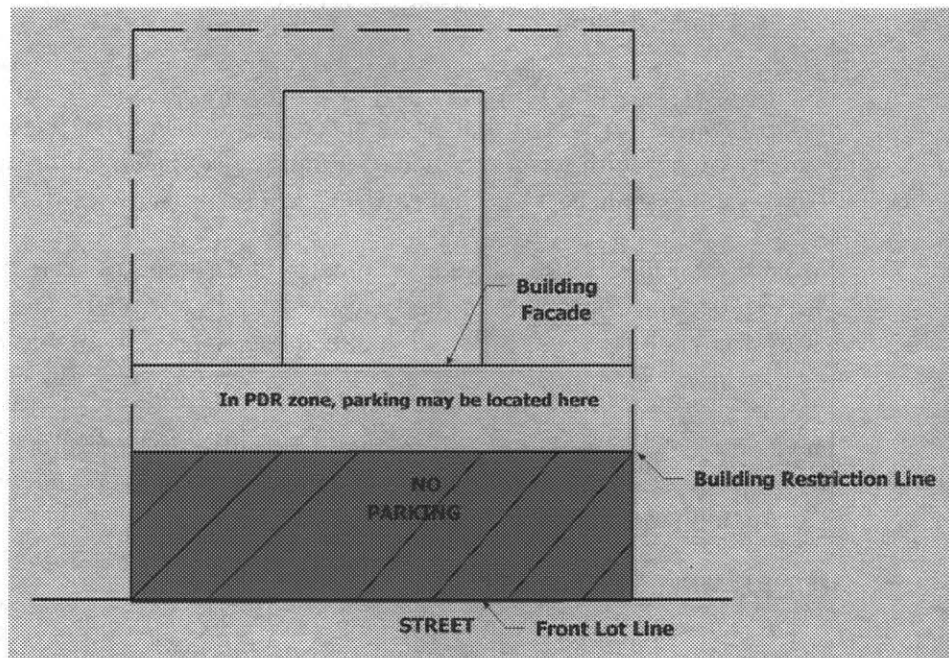 Building
Facade
In PDR zone, parking may be located here
Building Restriction Line
NO
PARKING
STREET
Front Lot Line